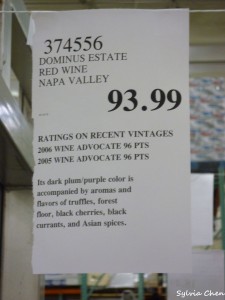 374556
DOMINUS ESTATE
RED WINE
NAPA VALLEY
93.99
RATINGS ON RECENT VINTAGES
2006 WINE ADVOCATE 96 PTS
2005 WINE ADVOCATE 96 PTS
Its dark plum/purple color is
accompanied by aromas and
flavors of truffles, forest
floor, black cherries, black
currants, and Asian spices.
Sylvia Chen